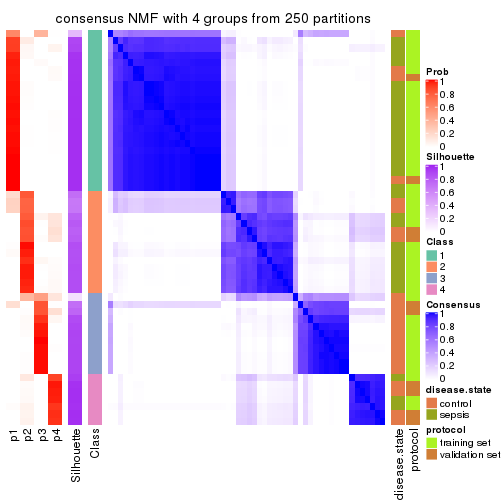 consensus NMF with 4 groups from 250 partitions
Prob
1
0.8
0.6
0.4
0.2
0
Silhouette
1
0.8
0.6
0.4
0.2
0
Class
1
2
3
4
Consensus
1
0.8
0.6
0.4
0.2
0
disease.state
control
sepsis
protocol
training set
validation set
p1
p2
p3
p4
Silhouette
Class
disease.state
protocol